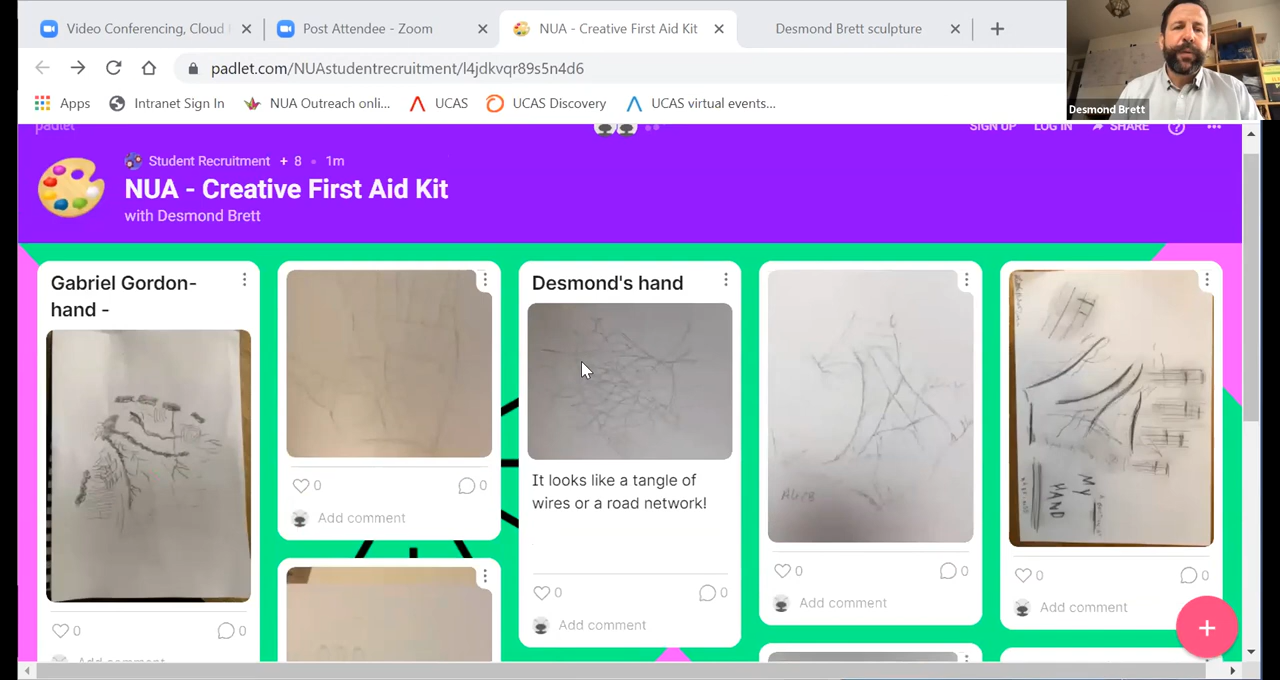 Video Conferencing, Cloud
Post Attendee - Zoom
NUA - Creative First Aid Kit
Desmond Brett sculpture
padlet.com/NUAstudentrecruitment/l4jdkvqr89s5n4d6
Apps
Intranet Sign In
NUA Outreach onlin...
UCAS
UCAS Discovery
UCAS virtual events...
Desmond Brett
padlet
SIGN UP
LOG IN
SHARE
Student Recruitment + 8 • 1m
NUA - Creative First Aid Kit
with Desmond Brett
Gabriel Gordon-
hand -
0
0
Add comment
0
0
Add comment
Desmond's hand
It looks like a tangle of
wires or a road network!
0
0
Add comment
0
0
Add comment
MY
HAND
0
0
Add comment